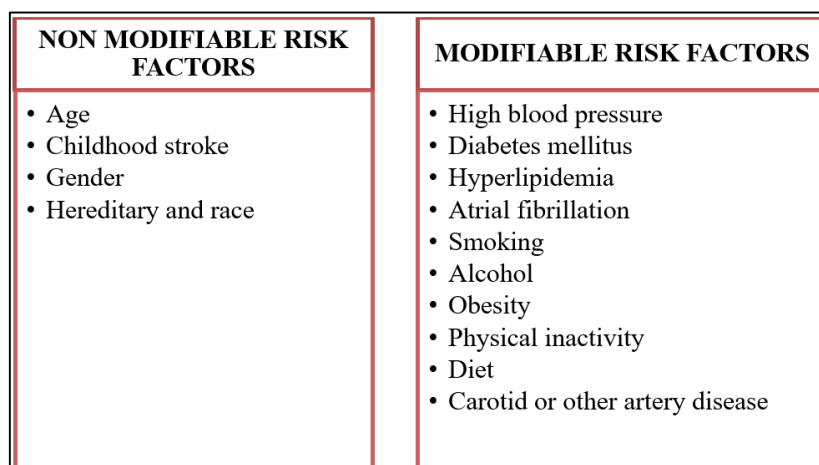 NON MODIFIABLE RISK
FACTORS
• Age
• Childhood stroke
• Gender
• Hereditary and race
MODIFIABLE RISK FACTORS
• High blood pressure
• Diabetes mellitus
• Hyperlipidemia
• Atrial fibrillation
• Smoking
• Alcohol
• Obesity
• Physical inactivity
• Diet
• Carotid or other artery disease